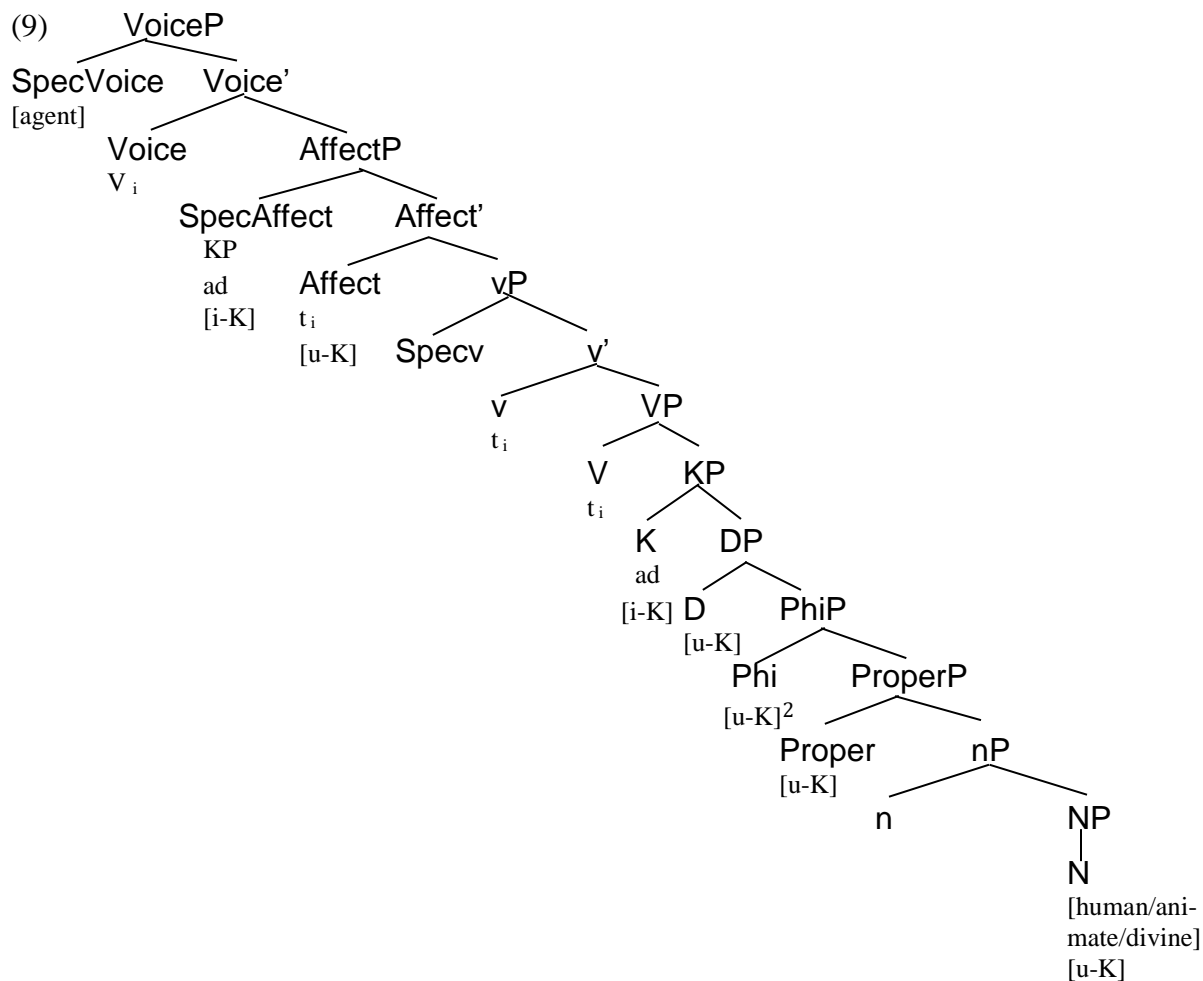 (9) VoiceP
SpecVoice Voice’
[agent]
Voice AffectP
V i
SpecAffect Affect’
KP
ad Affect vP
[i-K] t i
[u-K] Specv v’
v VP
t i
V KP
t i
K DP
ad
[i-K] D PhiP
[u-K]
Phi ProperP
[u-K]²
Proper nP
[u-K]
n NP
N
[human/ani-
mate/divine]
[u-K]